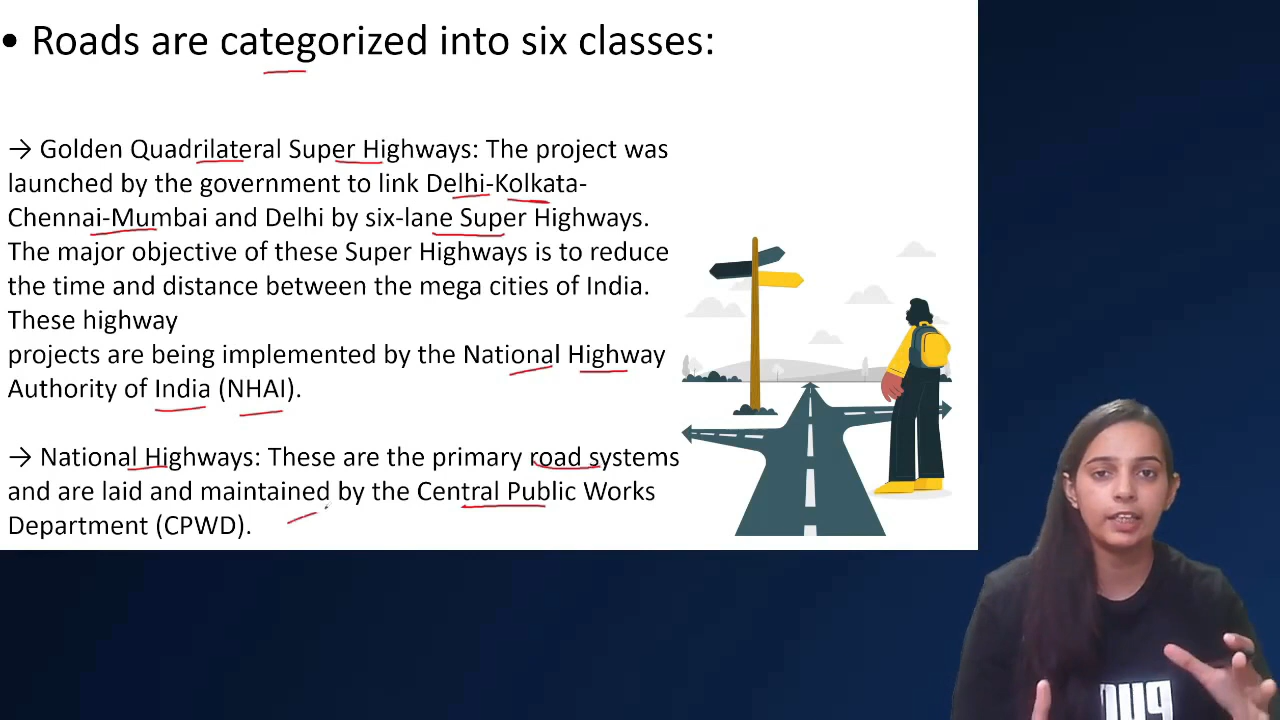 • Roads are categorized into six classes:
→ Golden Quadrilateral Super Highways: The project was
launched by the government to link Delhi-Kolkata-
Chennai-Mumbai and Delhi by six-lane Super Highways.
The major objective of these Super Highways is to reduce
the time and distance between the mega cities of India.
These highway
projects are being implemented by the National Highway
Authority of India (NHAI).
→ National Highways: These are the primary road systems
and are laid and maintained by the Central Public Works
Department (CPWD).